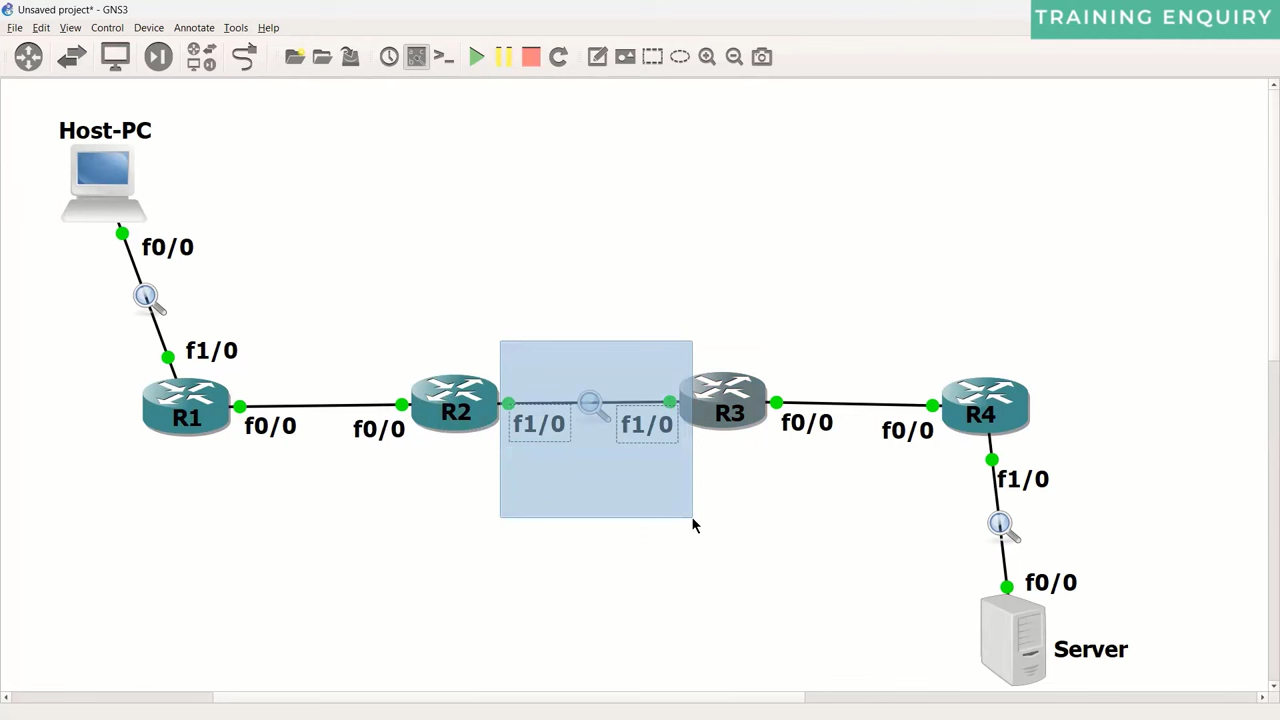 Unsaved project* - GNS3
TRAINING ENQUIRY
File Edit View Control Device Annotate Tools Help
Host-PC
f0/0
f1/0
R1
f0/0
f0/0
R2
f1/0
f1/0
R3
f0/0
f0/0
R4
f1/0
f0/0
Server